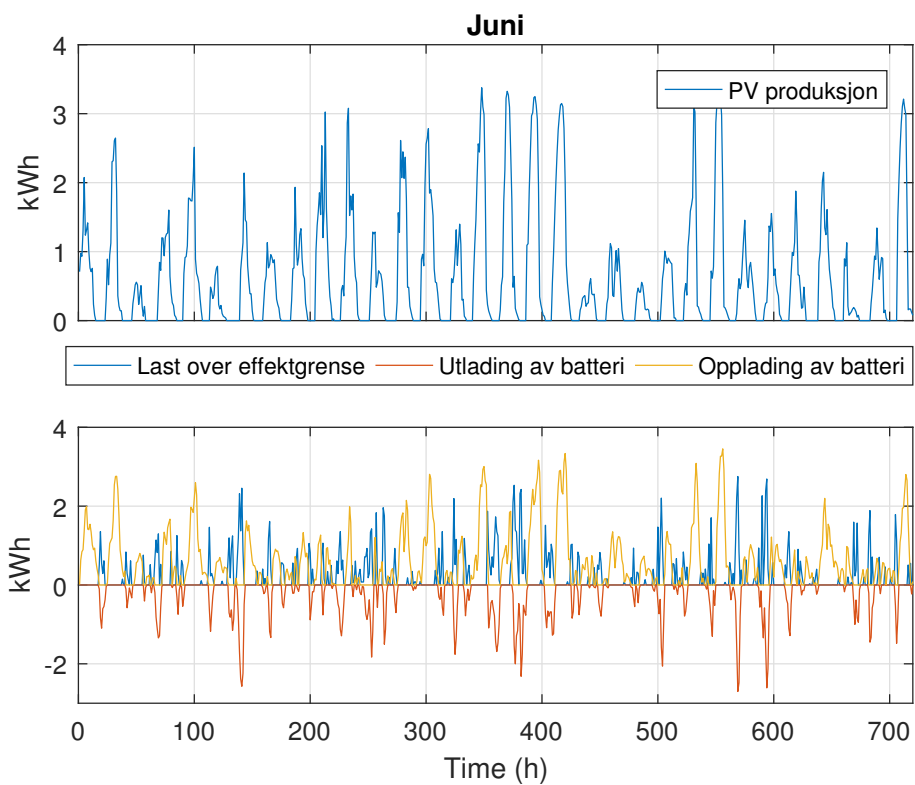 Juni
4
3
2
1
0
kWh
PV produksjon
Last over effektgrense Utlading av batteri Opplading av batteri
4
2
0
-2
kWh
0 100 200 300 400 500 600 700
Time (h)